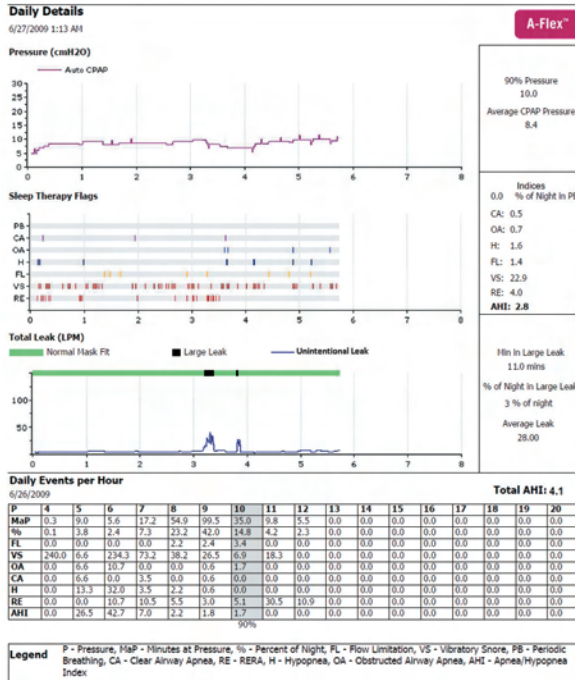 Daily Details
6/27/2009 1:13 AM
A-Flex™
Pressure (cmH2O)
Auto CPAP
30
25
20
15
10
5
0
0 1 2 3 4 5 6 7 8
90% Pressure
10.0
Average CPAP Pressure
8.4
Sleep Therapy Flags
PB
CA
OA
H
FL
VS
RE
0 1 2 3 4 5 6 7 8
Indices
0.0 % of Night in PB
CA: 0.5
OA: 0.7
H: 1.6
FL: 1.4
VS: 22.9
RE: 4.0
AHI: 2.8
Total Leak (LPM)
Normal Mask Fit Large Leak Unintentional Leak
100
50
0 1 2 3 4 5 6 7 8
Min in Large Leak
11.0 mins
% of Night in Large Leak
3 % of night
Average Leak
28.00
Daily Events per Hour
6/26/2009
Total AHI: 4.1
P 4 5 6 7 8 9 10 11 12 13 14 15 16 17 18 19 20
MaP 0.3 9.0 5.6 17.2 54.9 99.5 35.0 9.8 5.5 0.0 0.0 0.0 0.0 0.0 0.0 0.0 0.0
% 0.1 3.8 2.4 7.3 23.2 42.0 14.8 4.2 2.3 0.0 0.0 0.0 0.0 0.0 0.0 0.0 0.0
FL 0.0 0.0 0.0 0.0 2.2 2.4 3.4 0.0 0.0 0.0 0.0 0.0 0.0 0.0 0.0 0.0 0.0
VS 240.0 6.6 234.3 73.2 38.2 26.5 6.9 18.3 0.0 0.0 0.0 0.0 0.0 0.0 0.0 0.0
OA 0.0 6.6 10.7 0.0 0.0 0.6 1.7 0.0 0.0 0.0 0.0 0.0 0.0 0.0 0.0 0.0 0.0
CA 0.0 6.6 0.0 3.5 0.0 0.6 0.0 0.0 0.0 0.0 0.0 0.0 0.0 0.0 0.0 0.0 0.0
H 0.0 13.3 32.0 3.5 2.2 0.6 0.0 0.0 0.0 0.0 0.0 0.0 0.0 0.0 0.0 0.0 0.0
RE 0.0 0.0 10.7 10.5 5.5 3.0 5.1 30.5 10.9 0.0 0.0 0.0 0.0 0.0 0.0 0.0 0.0
AHI 0.0 26.5 42.7 7.0 2.2 1.8 1.7 0.0 0.0 0.0 0.0 0.0 0.0 0.0 0.0 0.0 0.0
90%
Legend P - Pressure, MaP - Minutes at Pressure, % - Percent of Night, FL - Flow Limitation, VS - Vibratory Snore, PB - Periodic
Breathing, CA - Clear Airway Apnea, RE - RERA, H - Hypopnea, OA - Obstructed Airway Apnea, AHI - Apnea/Hypopnea
Index